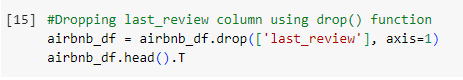 [15] #Dropping last_review column using drop() function
airbnb_df = airbnb_df.drop(['last_review'], axis=1)
airbnb_df.head().T